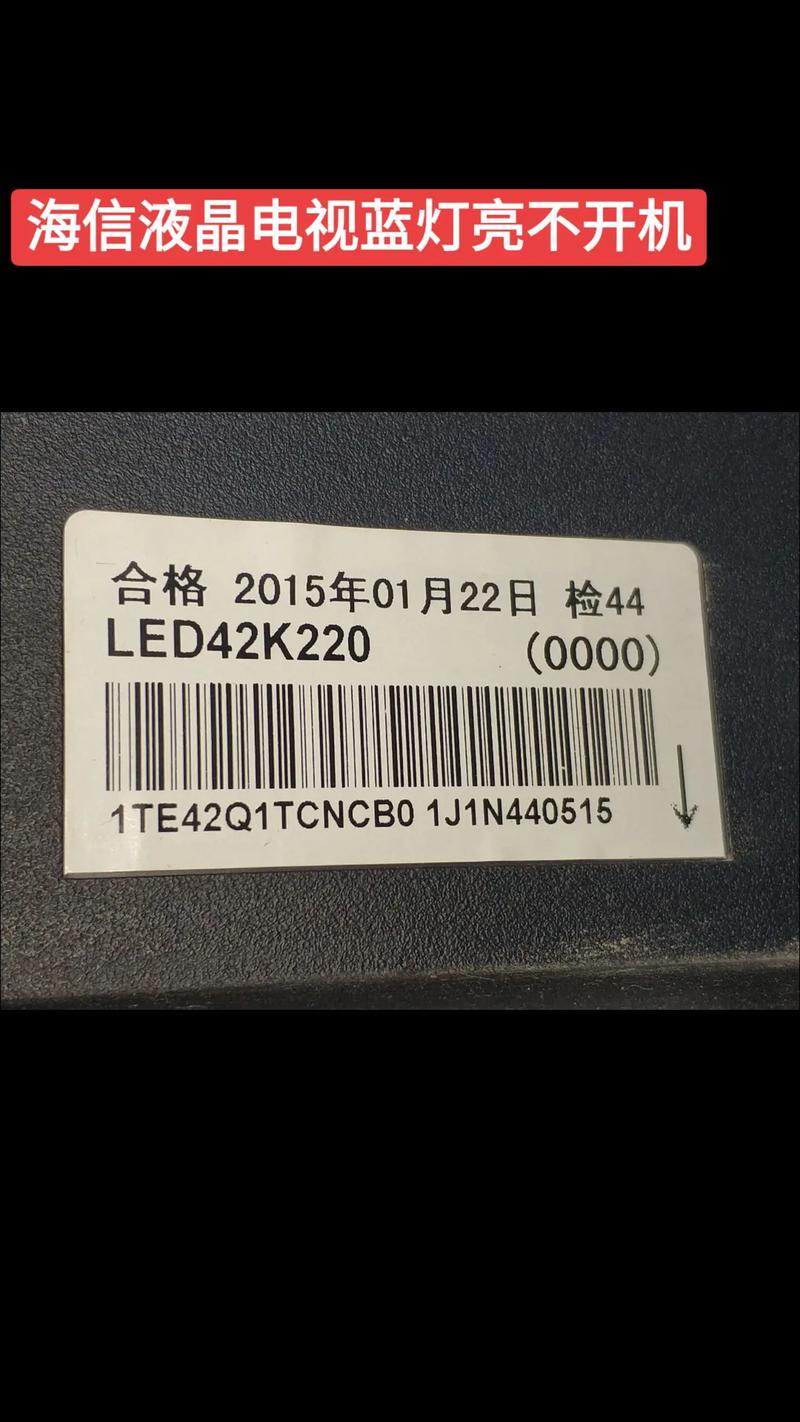 海信液晶电视蓝灯亮不开机
合格 2015年01月22日 检44
LED42K220 (0000)
1TE42Q1TCNCB0 1J1N440515